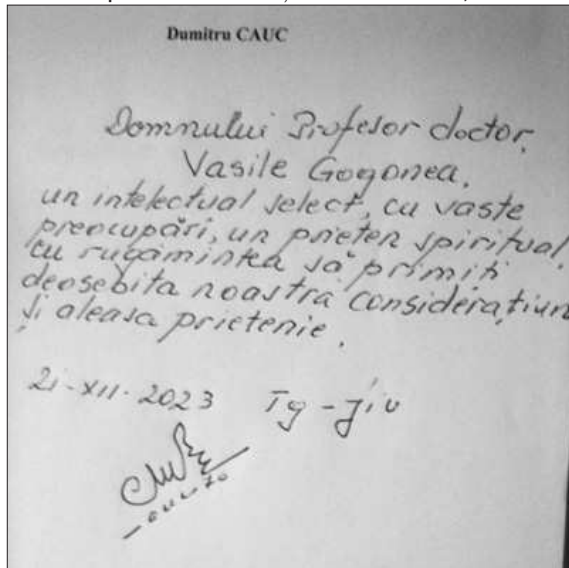 Dumitru CAUC
Domnului Profesor doctor,
Vasile Gogonea,
un intelectual select, cu vaste
preocupări, un prieten spiritual,
cu rugămintea să primiți
deosebita noastră considerațiun
și aleasa prietenie.
21-XII-2023 Tg-Jiu